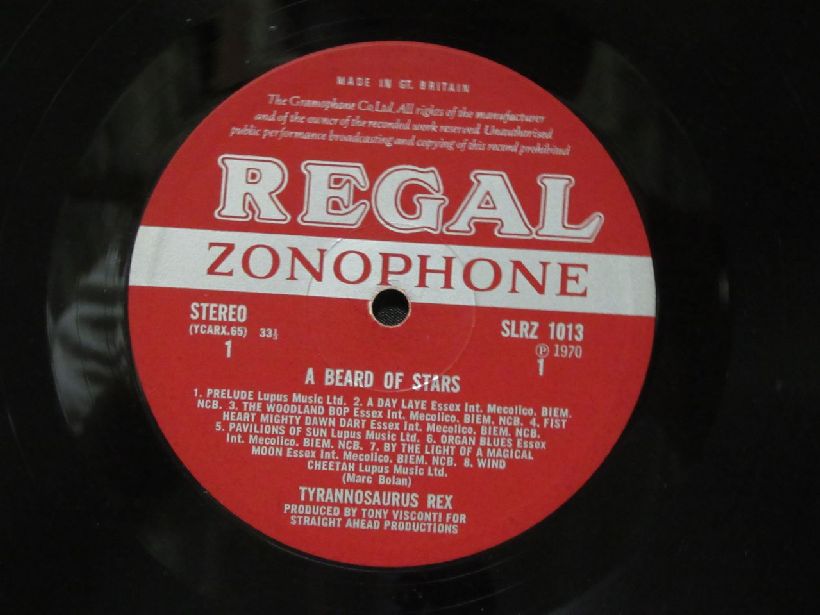 MADE IN GT. BRITAIN
The Gramophone Co.Ltd. All rights of the manufacturer
and of the owner of the recorded work reserved Unauthorised
public performance broadcasting and copying of this record prohibited
REGAL
ZONOPHONE
STEREO
(YCARX.65) 33⅓
1
SLRZ 1013
Ⓟ 1970
1
A BEARD OF STARS
1. PRELUDE Lupus Music Ltd. 2. A DAY LAYE Essex Int. Mecolico, BIEM.
NCB. 3. THE WOODLAND BOP Essex Int. Mecolico. BIEM. NCB. 4. FIST
HEART MIGHTY DAWN DART Essex Int. Mecolico. BIEM. NCB.
5. PAVILIONS OF SUN Lupus Music Ltd. 6. ORGAN BLUES Essex
Int. Mecolico. BIEM. NCB. 7. BY THE LIGHT OF A MAGICAL
MOON Essex Int. Mecolico. BIEM. NCB. 8. WIND
CHEETAH Lupus Music Ltd.
(Marc Bolan)
TYRANNOSAURUS REX
PRODUCED BY TONY VISCONTI FOR
STRAIGHT AHEAD PRODUCTIONS